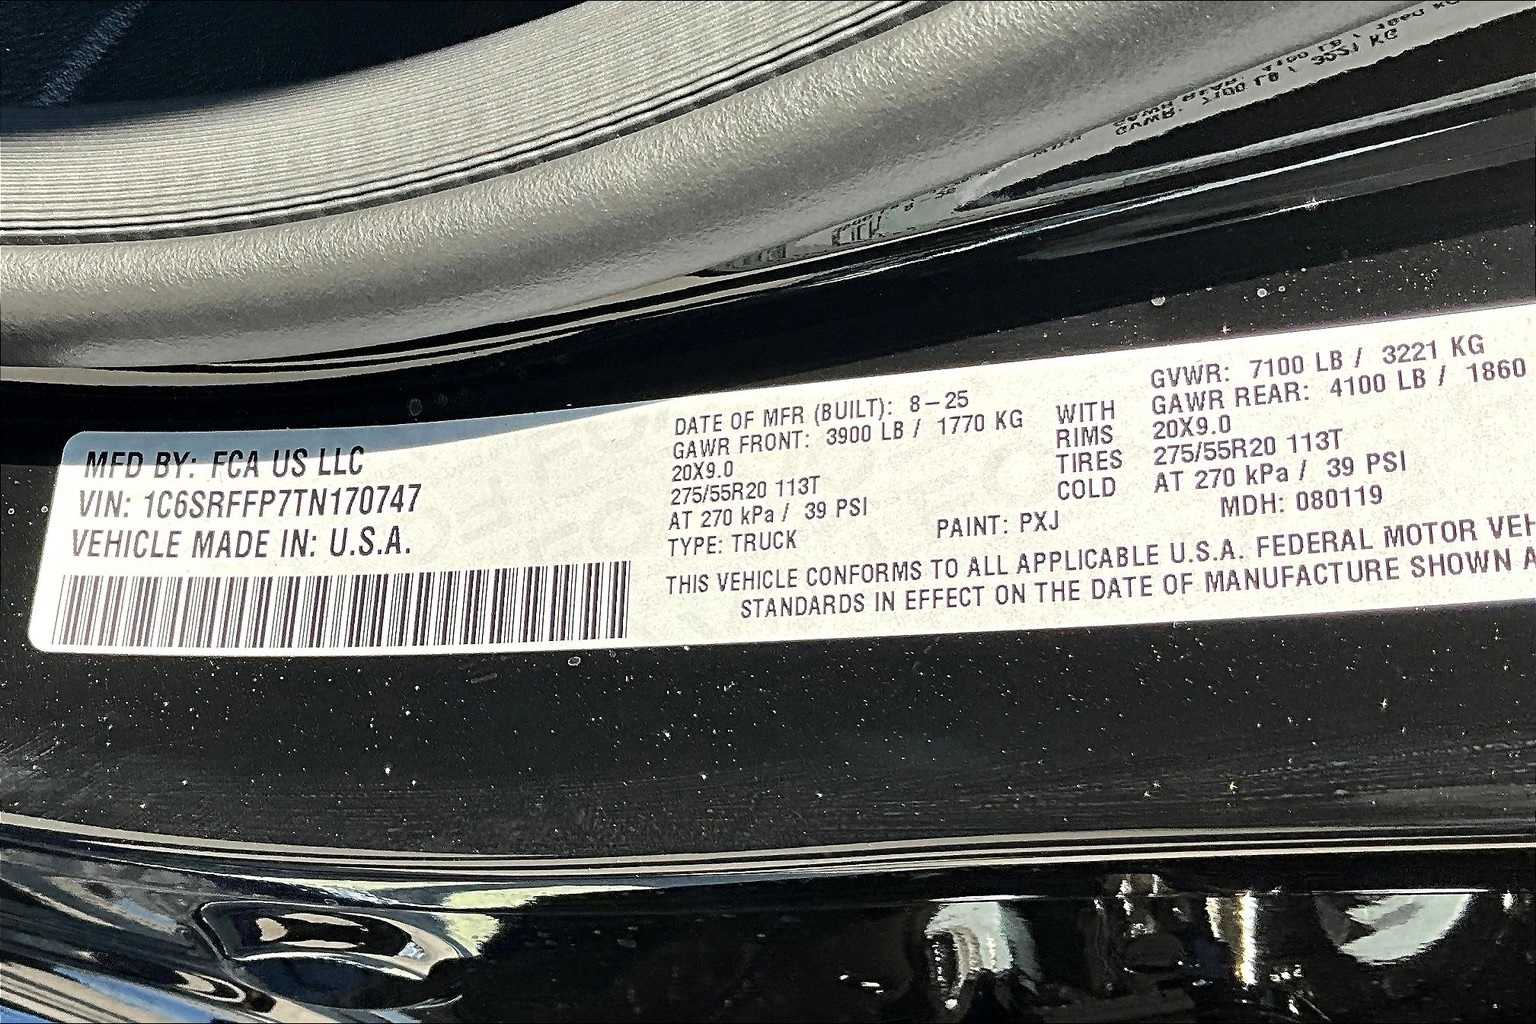 MFD BY: FCA US LLC
VIN: 1C6SRFFP7TN170747
VEHICLE MADE IN: U.S.A.
DATE OF MFR (BUILT): 8-25
GAWR FRONT: 3900 LB / 1770 KG
20X9.0
275/55R20 113T
AT 270 kPa / 39 PSI
TYPE: TRUCK
PAINT: PXJ
WITH
RIMS
TIRES
COLD
GVWR: 7100 LB / 3221 KG
GAWR REAR: 4100 LB / 1860
20X9.0
275/55R20 113T
AT 270 kPa / 39 PSI
MDH: 080119
THIS VEHICLE CONFORMS TO ALL APPLICABLE U.S.A. FEDERAL MOTOR VEH
STANDARDS IN EFFECT ON THE DATE OF MANUFACTURE SHOWN A